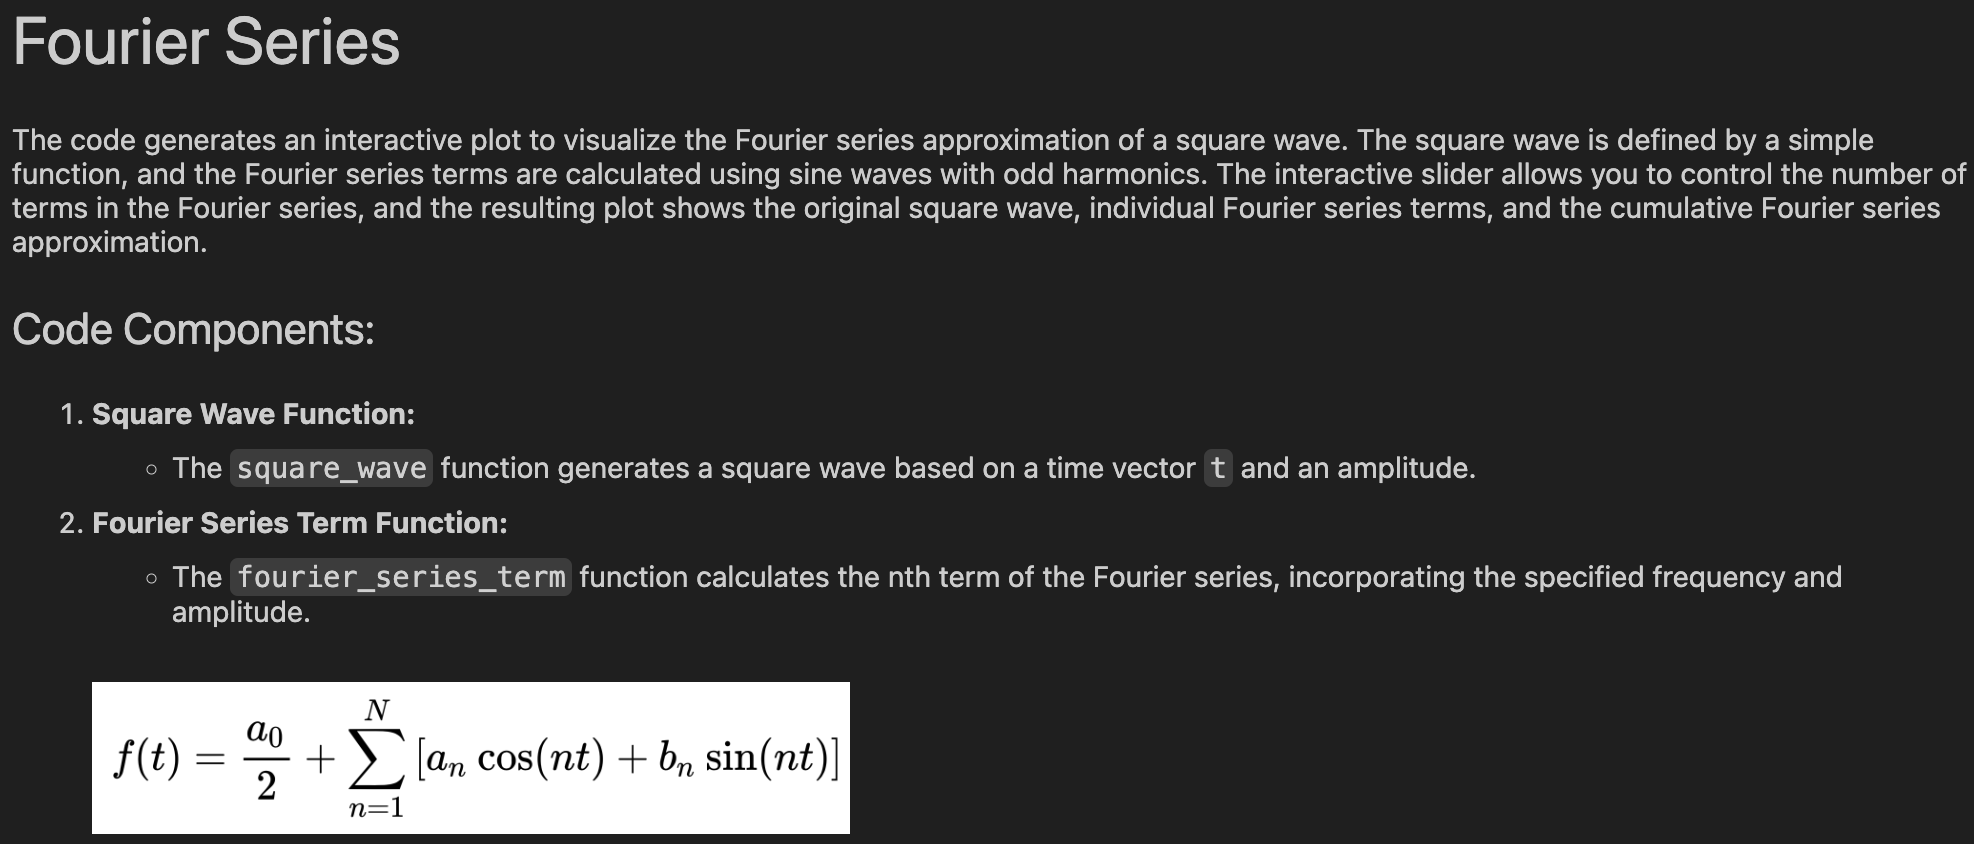 Fourier Series
The code generates an interactive plot to visualize the Fourier series approximation of a square wave. The square wave is defined by a simple
function, and the Fourier series terms are calculated using sine waves with odd harmonics. The interactive slider allows you to control the number of
terms in the Fourier series, and the resulting plot shows the original square wave, individual Fourier series terms, and the cumulative Fourier series
approximation.
Code Components:
1. Square Wave Function:
○ The square_wave function generates a square wave based on a time vector t and an amplitude.
2. Fourier Series Term Function:
○ The fourier_series_term function calculates the nth term of the Fourier series, incorporating the specified frequency and
amplitude.
f(t) = a₀/2 + ∑_{n=1}^{N} [aₙ cos(nt) + bₙ sin(nt)]